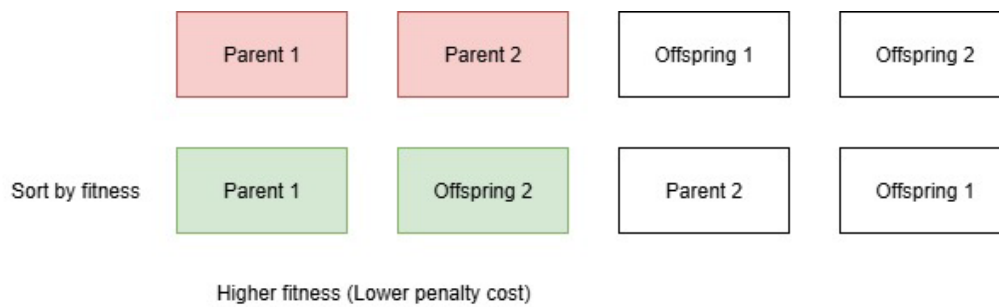 Parent 1
Parent 2
Offspring 1
Offspring 2
Sort by fitness
Parent 1
Offspring 2
Parent 2
Offspring 1
Higher fitness (Lower penalty cost)